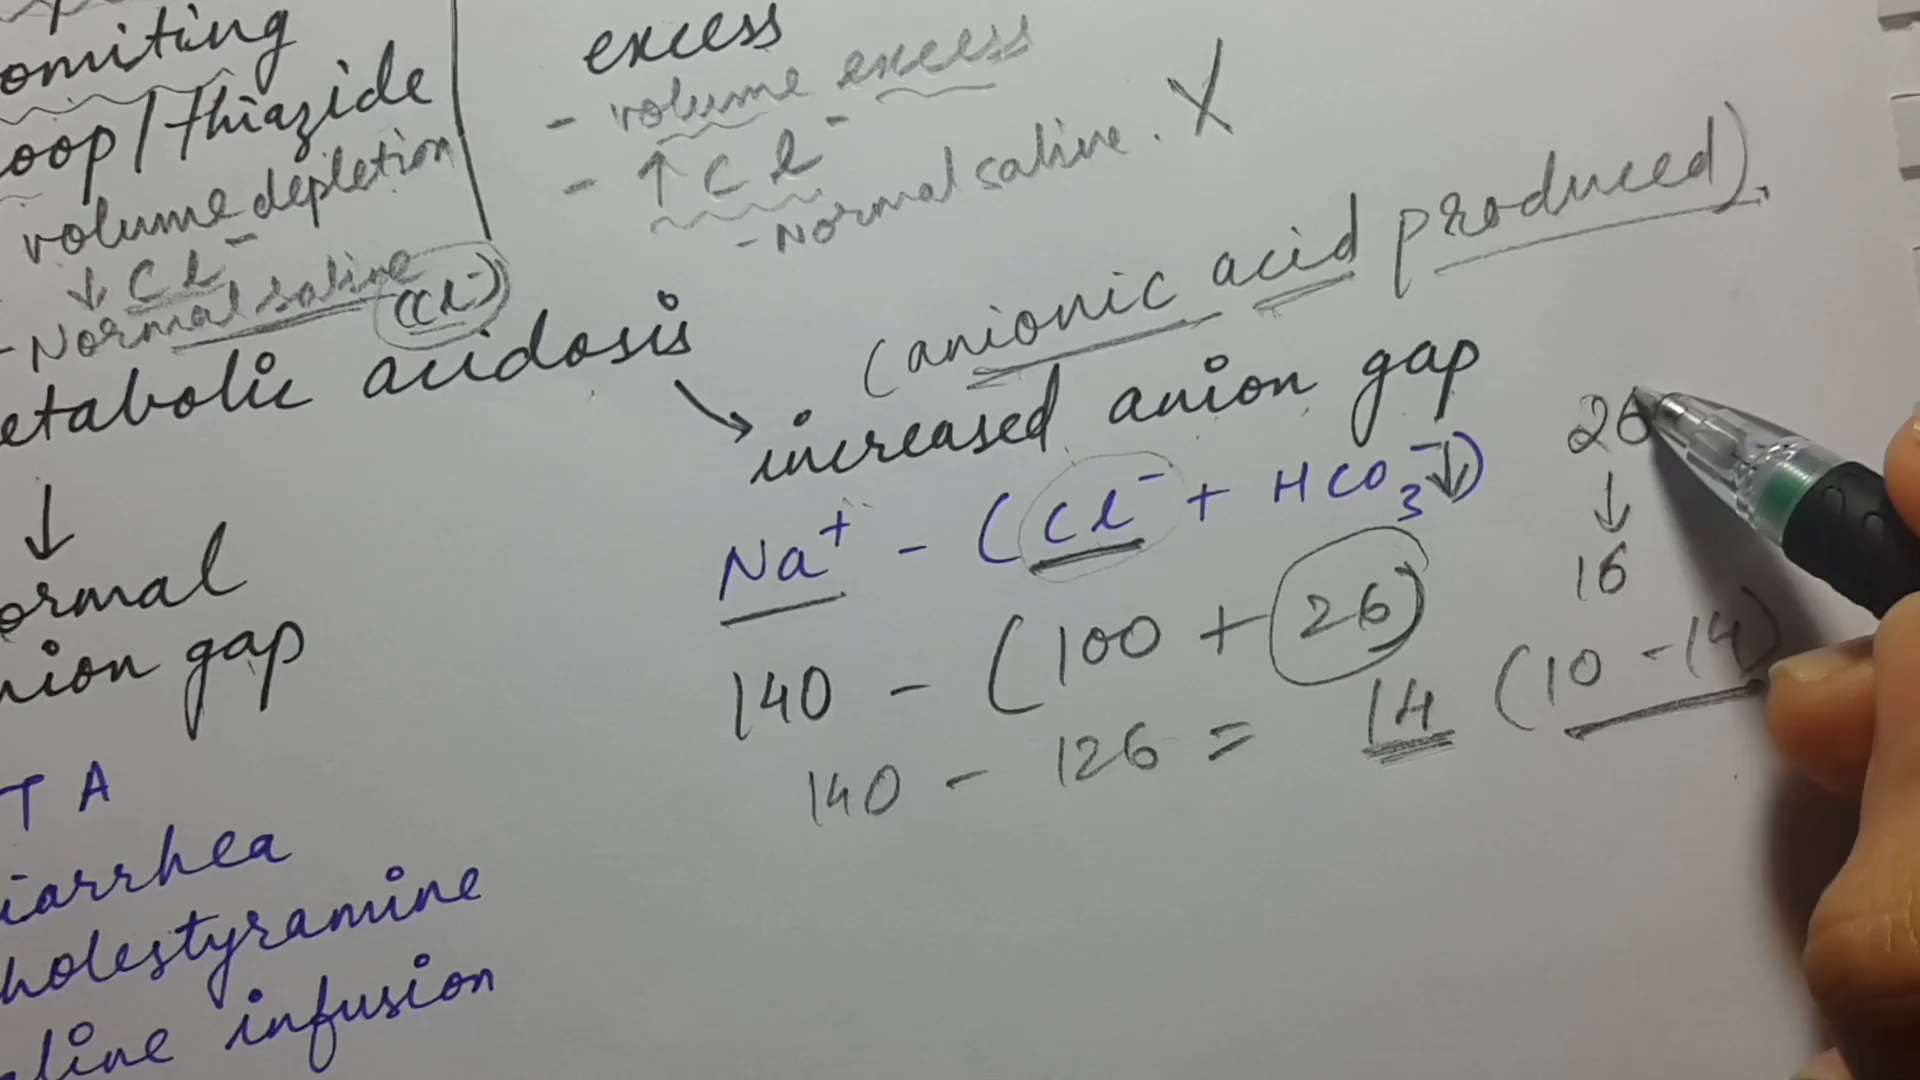 omiting
oop/thiazide
volume depletion
↓ Cl⁻
- Normal saline
(Cl⁻)
excess
- volume excess
- ↑ Cl⁻
- Normal saline. X
etabolic acidosis
(anionic acid produced).
increased anion gap
↓
ormal
nion gap
Na⁺ - (Cl⁻ + HCO₃⁻↓)
140 - (100 + 26)
140 - 126 = 14 (10 - 14)
26
↓
16
TA
iarrhea
holestyramine
aline infusion